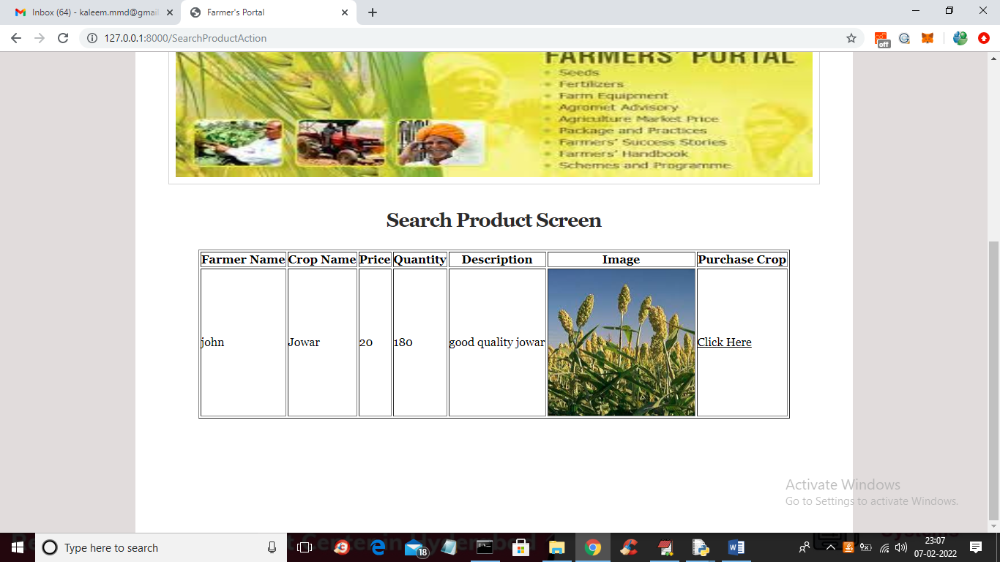 Inbox (64) - kaleem.mmd@gmai
Farmer's Portal
127.0.0.1:8000/SearchProductAction
off
FARMERS' PORTAL
Seeds
Fertilizers
Farm Equipment
Agromet Advisory
Agriculture Market Price
Package and Practices
Farmers' Success Stories
Farmers' Handbook
Schemes and Programme
Search Product Screen
Farmer Name Crop Name Price Quantity Description Image Purchase Crop
john Jowar 20 180 good quality jowar Click Here
Activate Windows
Go to Settings to activate Windows.
Type here to search
18
23:07
07-02-2022